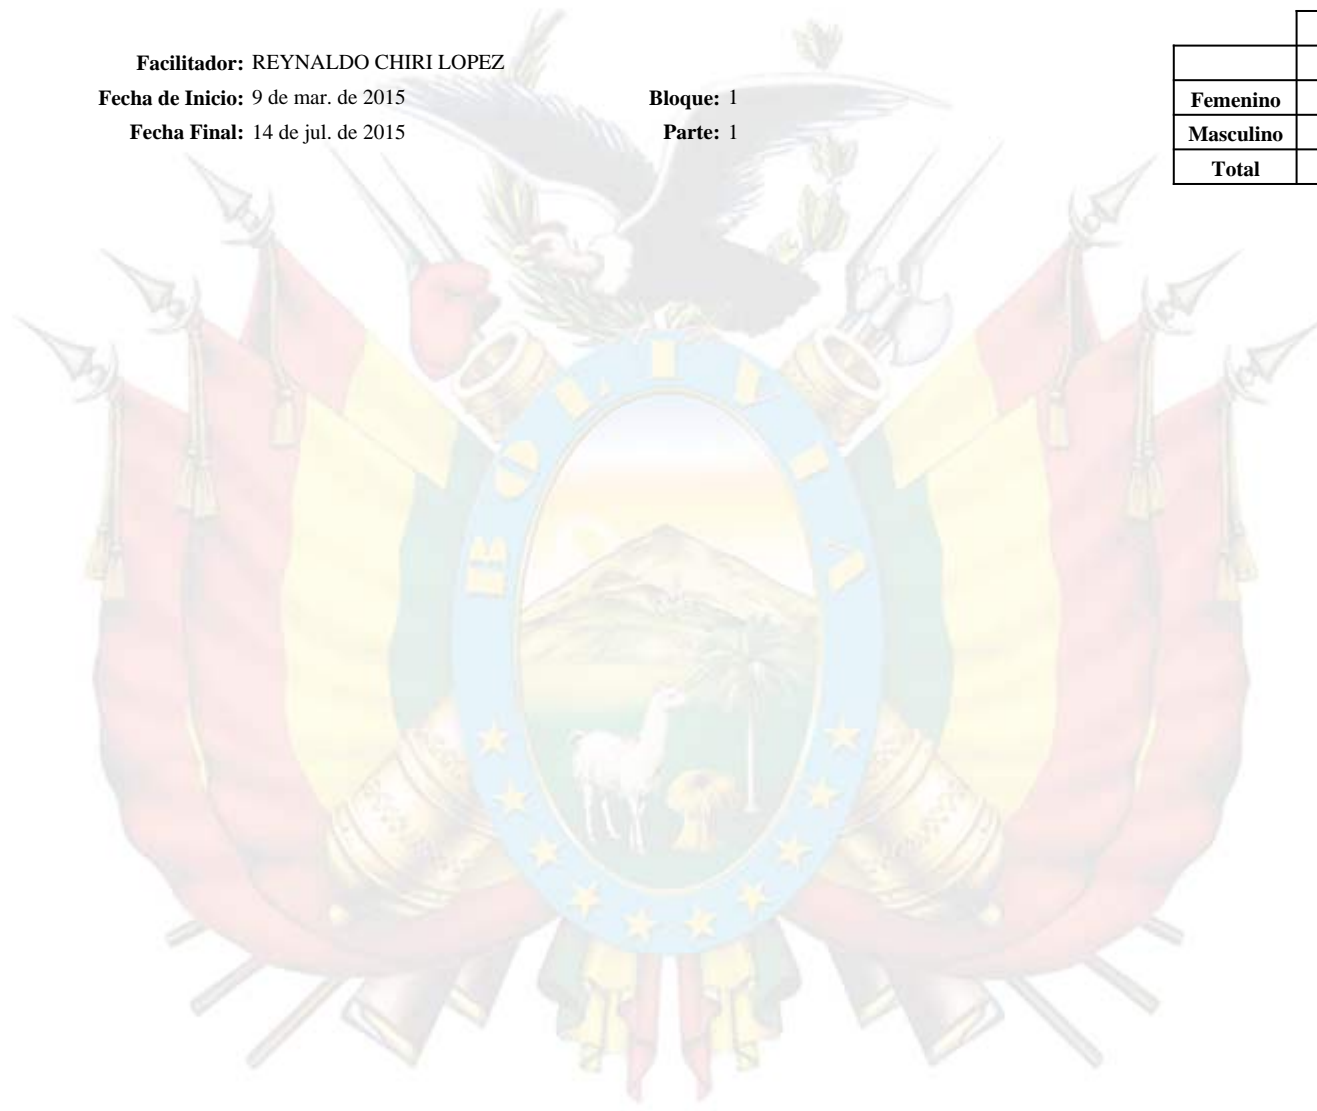 Facilitador: REYNALDO CHIRI LOPEZ
Fecha de Inicio: 9 de mar. de 2015 Bloque: 1
Fecha Final: 14 de jul. de 2015 Parte: 1
Femenino
Masculino
Total
BOLIVIA